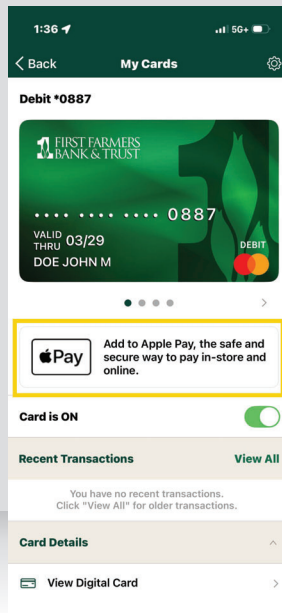 1:36
5G+
Back
My Cards
Debit *0887
1 FIRST FARMERS
BANK & TRUST
•••• •••• •••• 0887
VALID
THRU 03/29
DEBIT
DOE JOHN M
Pay
Add to Apple Pay, the safe and
secure way to pay in-store and
online.
Card is ON
Recent Transactions
View All
You have no recent transactions.
Click "View All" for older transactions.
Card Details
View Digital Card